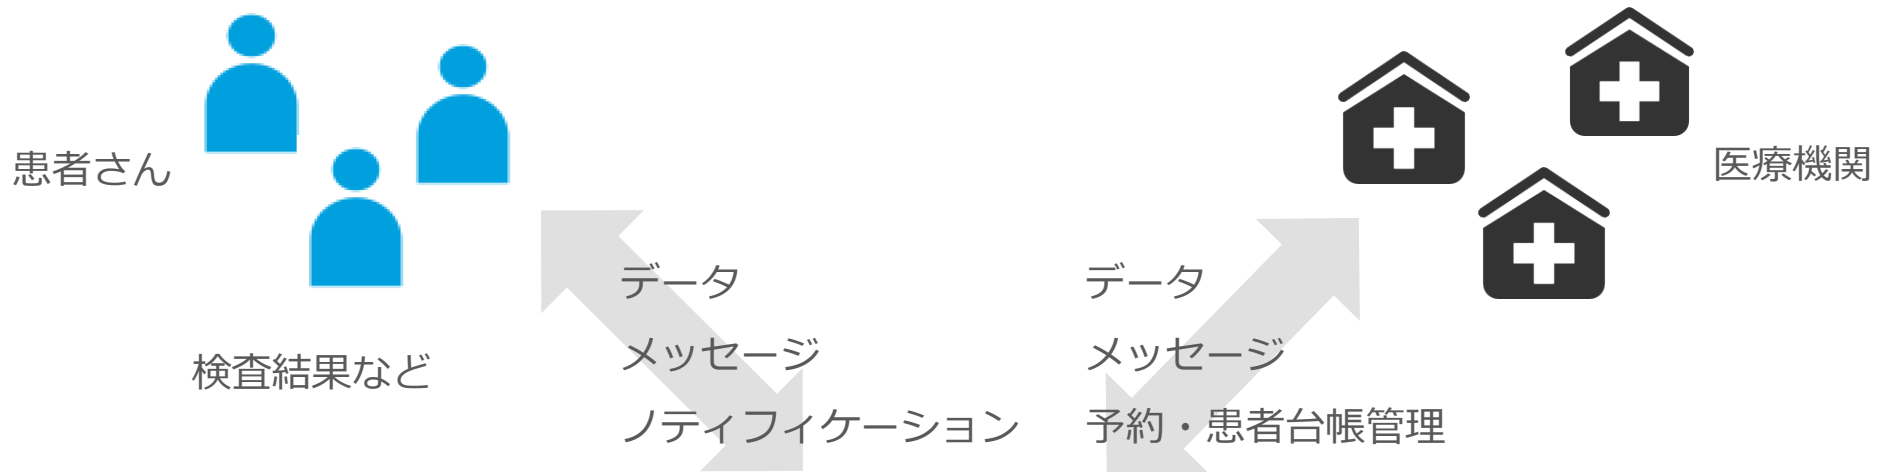 患者さん
医療機関
データ
メッセージ
ノティフィケーション
データ
メッセージ
予約・患者台帳管理
検査結果など